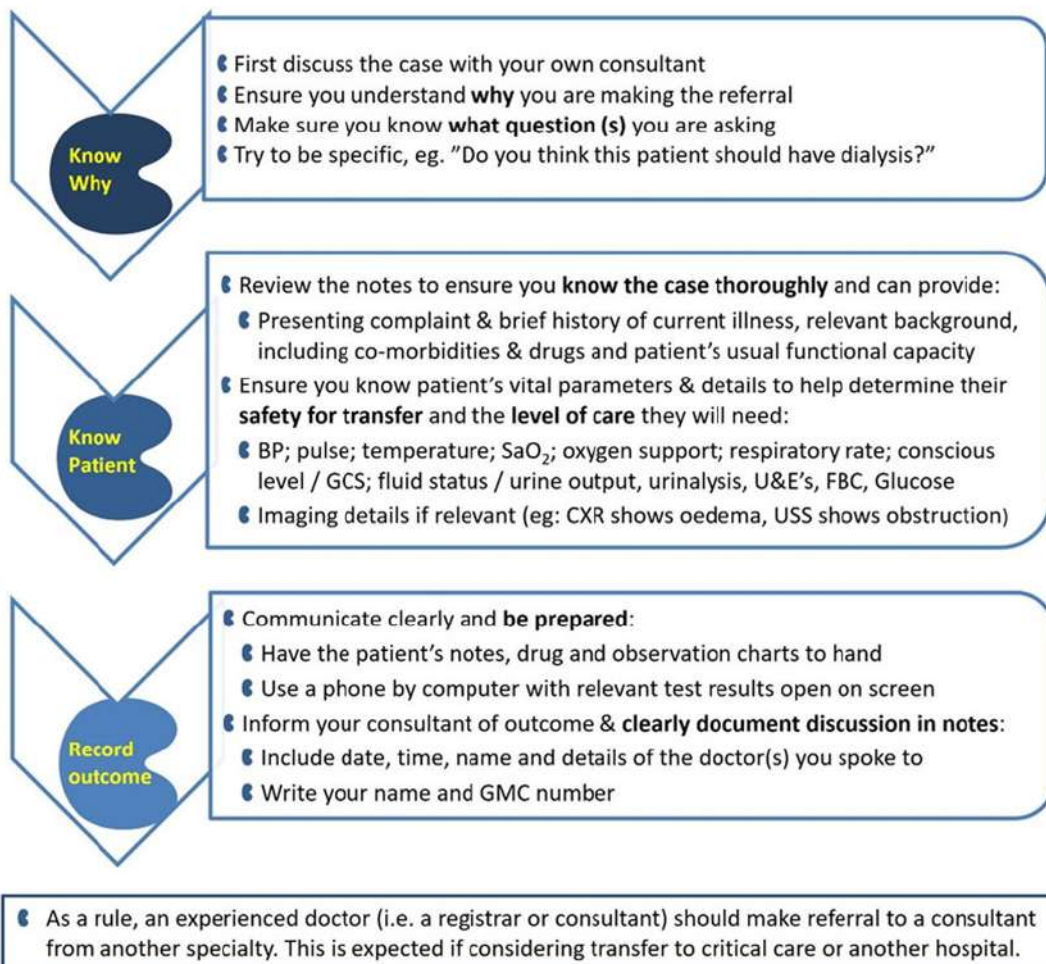 First discuss the case with your own consultant
Ensure you understand why you are making the referral
Make sure you know what question (s) you are asking
Try to be specific, eg. ”Do you think this patient should have dialysis?”
Know
Why
Review the notes to ensure you know the case thoroughly and can provide:
Presenting complaint & brief history of current illness, relevant background,
including co-morbidities & drugs and patient’s usual functional capacity
Ensure you know patient’s vital parameters & details to help determine their
safety for transfer and the level of care they will need:
BP; pulse; temperature; SaO₂; oxygen support; respiratory rate; conscious
level / GCS; fluid status / urine output, urinalysis, U&E’s, FBC, Glucose
Imaging details if relevant (eg: CXR shows oedema, USS shows obstruction)
Know
Patient
Communicate clearly and be prepared:
Have the patient’s notes, drug and observation charts to hand
Use a phone by computer with relevant test results open on screen
Inform your consultant of outcome & clearly document discussion in notes:
Include date, time, name and details of the doctor(s) you spoke to
Write your name and GMC number
Record
outcome
As a rule, an experienced doctor (i.e. a registrar or consultant) should make referral to a consultant
from another specialty. This is expected if considering transfer to critical care or another hospital.